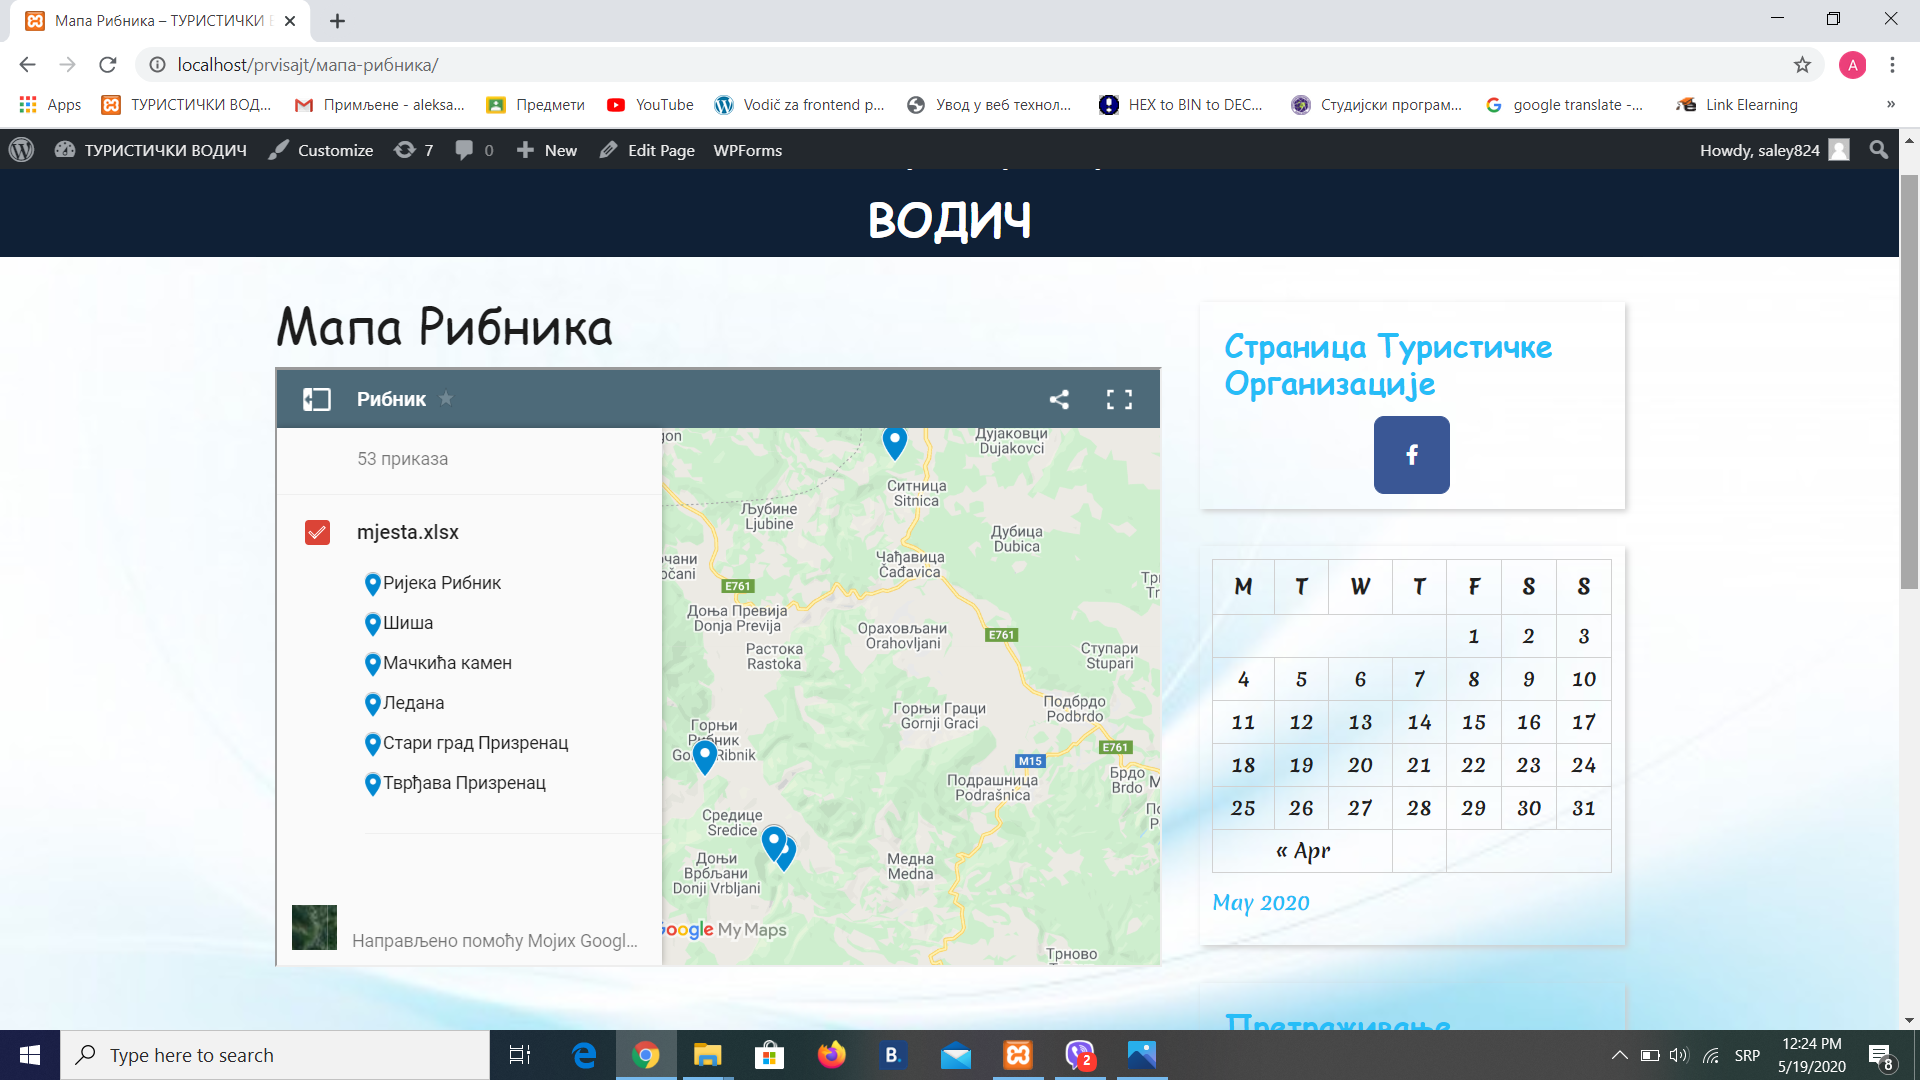 Мапа Рибника – ТУРИСТИЧКИ В
localhost/prvisajt/мапа-рибника/
A
Apps
ТУРИСТИЧКИ ВОД...
Примљене - aleksa...
Предмети
YouTube
Vodič za frontend p...
Увод у веб технол...
HEX to BIN to DEC...
Студијски програм...
google translate -...
Link Elearning
»
ТУРИСТИЧКИ ВОДИЧ
Customize
7
0
New
Edit Page
WPForms
Howdy, saley824
ВОДИЧ
Мапа Рибника
Рибник
53 приказа
mjesta.xlsx
Ријека Рибник
Шиша
Мачкића камен
Ледана
Стари град Призренац
Тврђава Призренац
Направљено помоћу Мојих Googl...
gon
Дујаковци
Dujakovci
Ситница
Sitnica
Љубине
Ljubine
Дубица
Dubica
Чађавица
Čađavica
чани
očani
E761
Тр
Tr
Доња Превија
Donja Previja
Ораховљани
Orahovljani
E761
Растока
Rastoka
Ступари
Stupari
Горњи Граци
Gornji Graci
Подбрдо
Podbrdo
Горњи
Рибник
Gornji Ribnik
E761
M15
Подрашница
Podrašnica
Брдо
Brdo
Средице
Sredice
Доњи
Врбљани
Donji Vrbljani
Медна
Medna
Google My Maps
Трново
Страница Туристичке
Организације
f
M T W T F S S
1 2 3
4 5 6 7 8 9 10
11 12 13 14 15 16 17
18 19 20 21 22 23 24
25 26 27 28 29 30 31
« Apr
May 2020
Претраживање
Type here to search
B.
2
SRP
12:24 PM
5/19/2020
8